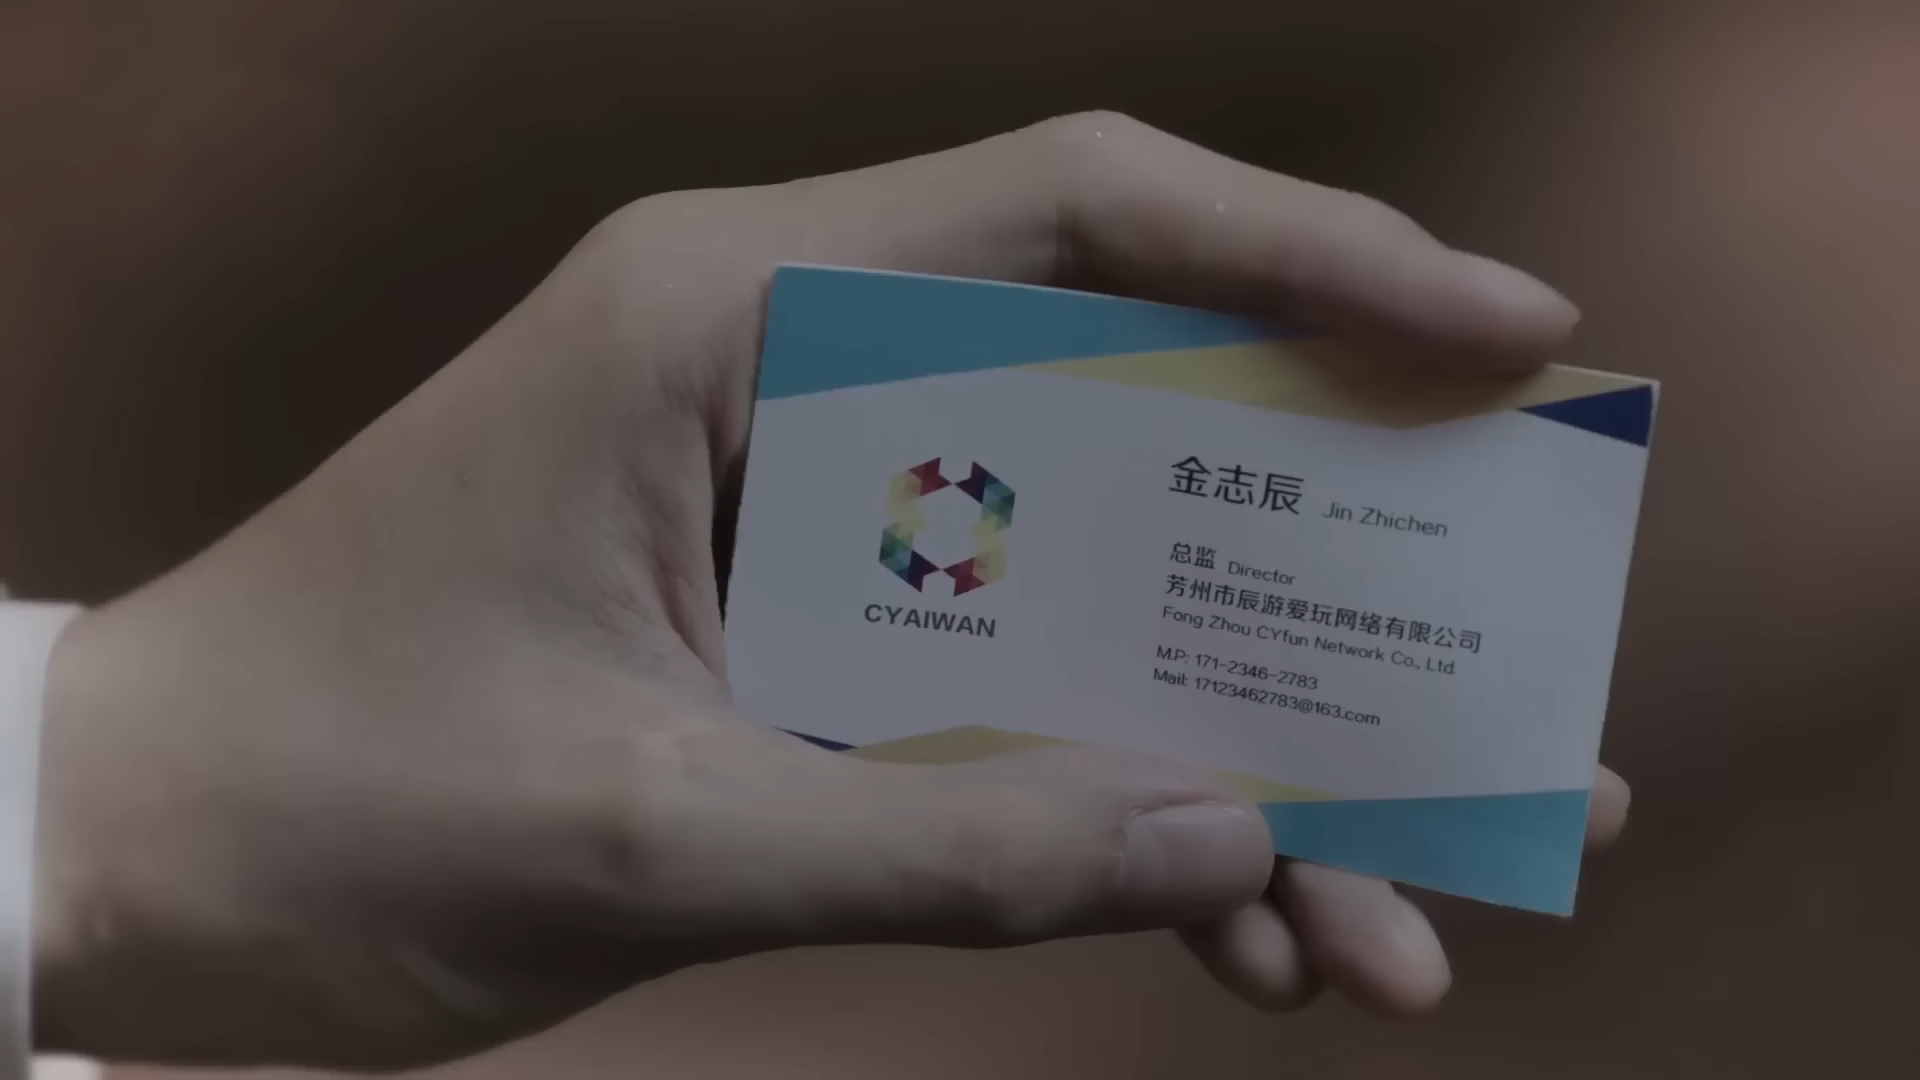 CYAIWAN
金志辰 Jin Zhichen
总监 Director
芳州市辰游爱玩网络有限公司
Fong Zhou CYfun Network Co., Ltd
M.P: 171-2346-2783
Mail: 17123462783@163.com